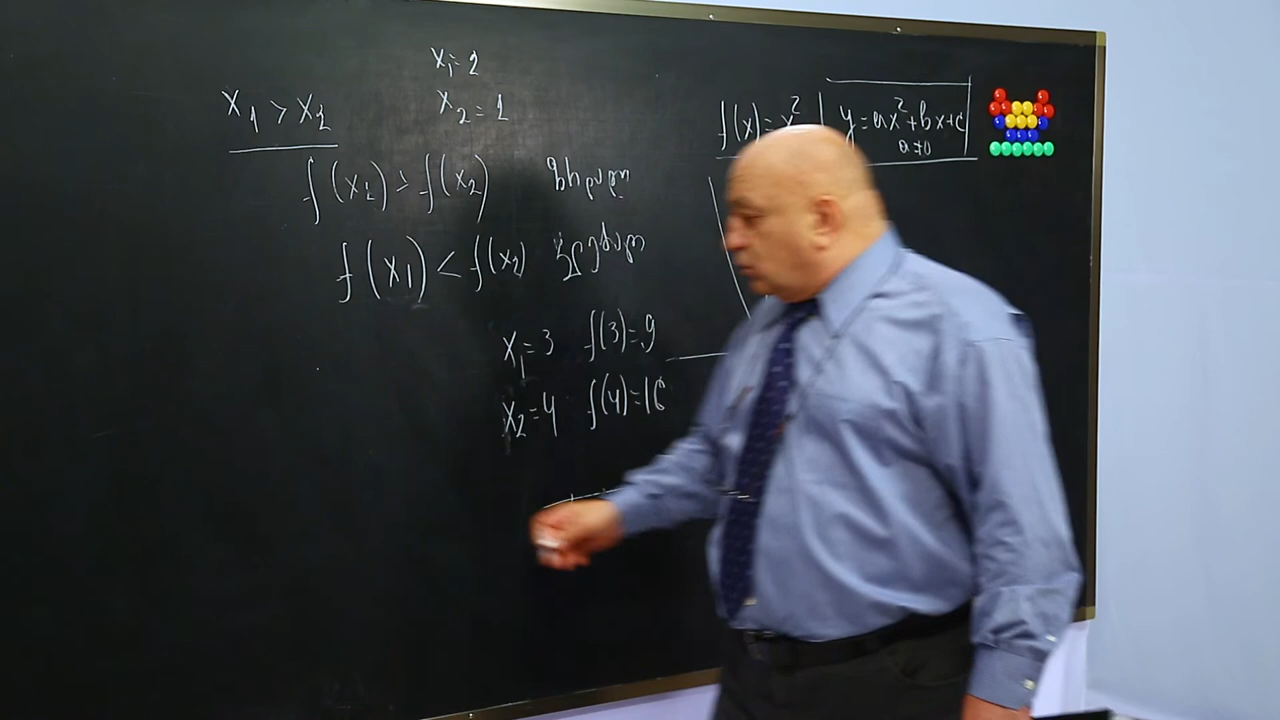 x₁ = 2
x₂ = 1
x₁ > x₂
f(x₁) > f(x₂) ზრდადი
f(x₁) < f(x₂)
x₁ = 3 f(3) = 9
x₂ = 4 f(4) = 16
f(x) = x²
y = ax² + bx + c
a ≠ 0